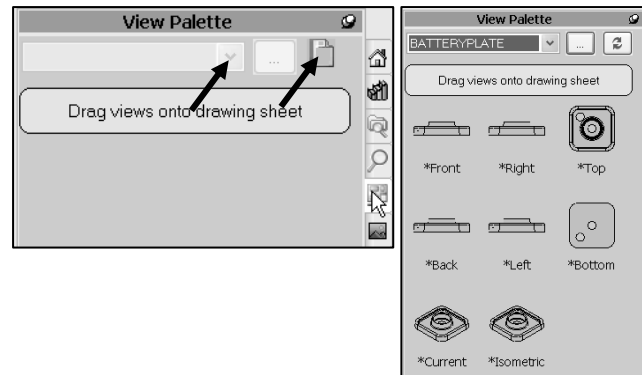 View Palette
...
Drag views onto drawing sheet
View Palette
BATTERYPLATE
...
Drag views onto drawing sheet
*Front *Right *Top
*Back *Left *Bottom
*Current *Isometric